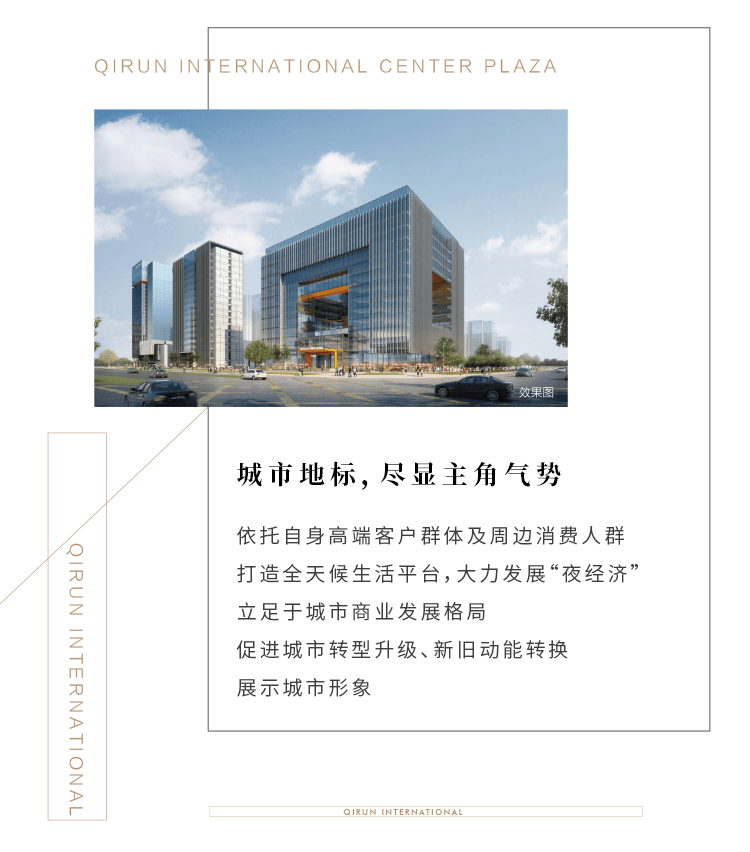 QIRUN INTERNATIONAL CENTER PLAZA
效果图
城市地标，尽显主角气势
依托自身高端客户群体及周边消费人群
打造全天候生活平台，大力发展“夜经济”
立足于城市商业发展格局
促进城市转型升级、新旧动能转换
展示城市形象
QIRUN INTERNATIONAL
QIRUN INTERNATIONAL